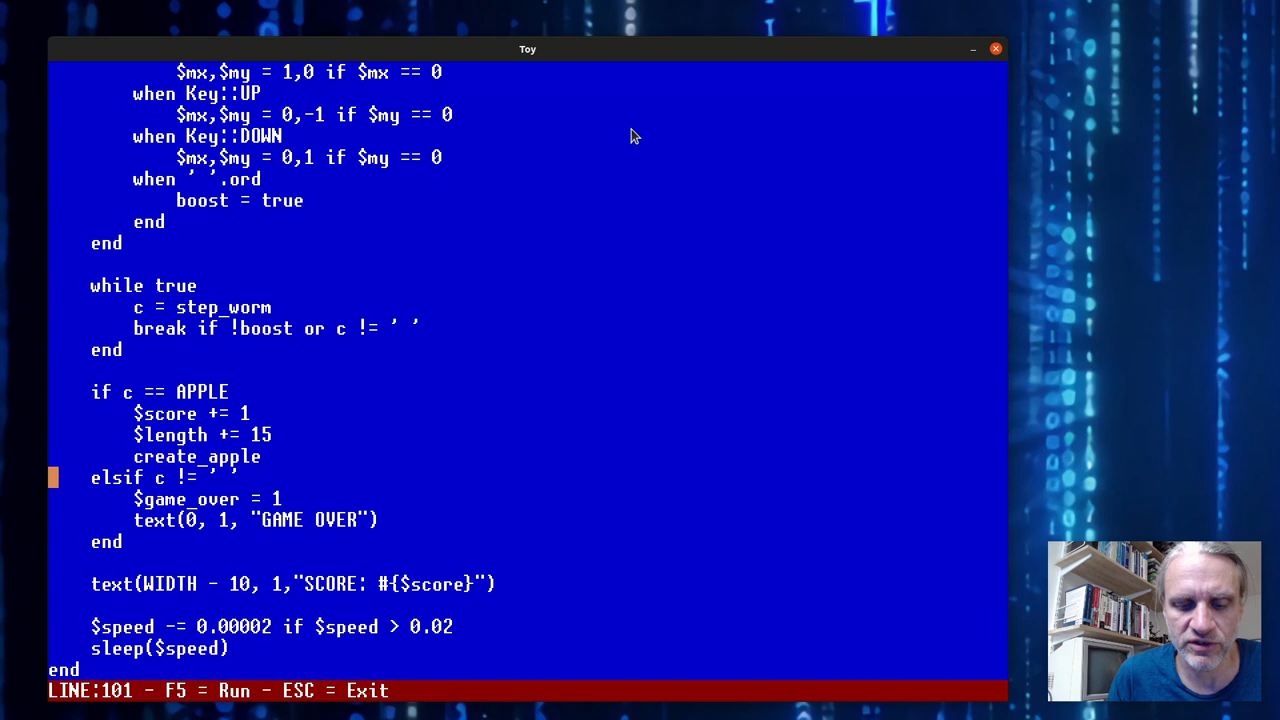 Toy
$mx,$my = 1,0 if $mx == 0
when Key::UP
$mx,$my = 0,-1 if $my == 0
when Key::DOWN
$mx,$my = 0,1 if $my == 0
when ' '.ord
boost = true
end
end
while true
c = step_worm
break if !boost or c != ' '
end
if c == APPLE
$score += 1
$length += 15
create_apple
elsif c != ' '
$game_over = 1
text(0, 1, "GAME OVER")
end
text(WIDTH - 10, 1,"SCORE: #{$score}")
$speed -= 0.00002 if $speed > 0.02
sleep($speed)
end
LINE:101 - F5 = Run - ESC = Exit